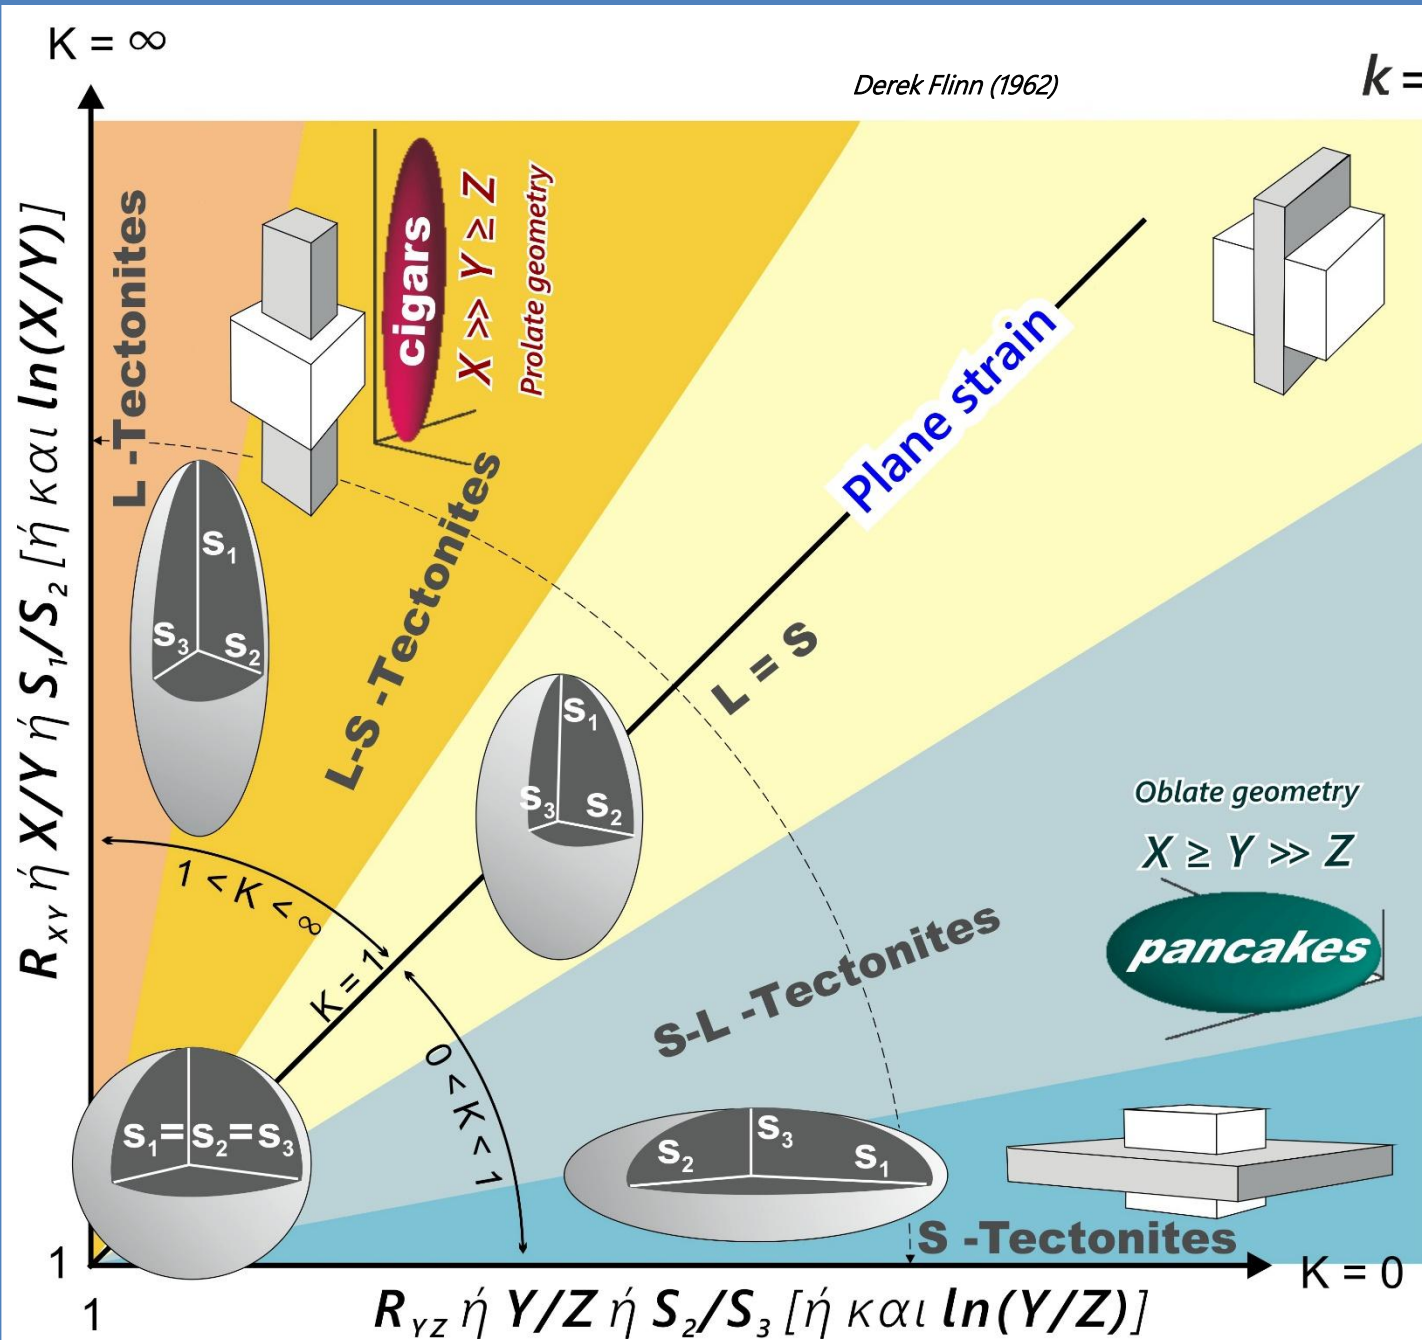 K = ∞
Derek Flinn (1962)
k =
R_XY ή X/Y ή S₁/S₂ [ή και ln(X/Y)]
L -Tectonites
cigars
X >> Y ≥ Z
Prolate geometry
Plane strain
L-S -Tectonites
L = S
S₁
S₃
S₂
S₁
S₃
S₂
Oblate geometry
X ≥ Y >> Z
pancakes
1 < K < ∞
K = 1
0 < K < 1
S-L -Tectonites
S₁=S₂=S₃
S₃
S₂
S₁
S -Tectonites
1
K = 0
1
R_YZ ή Y/Z ή S₂/S₃ [ή και ln(Y/Z)]